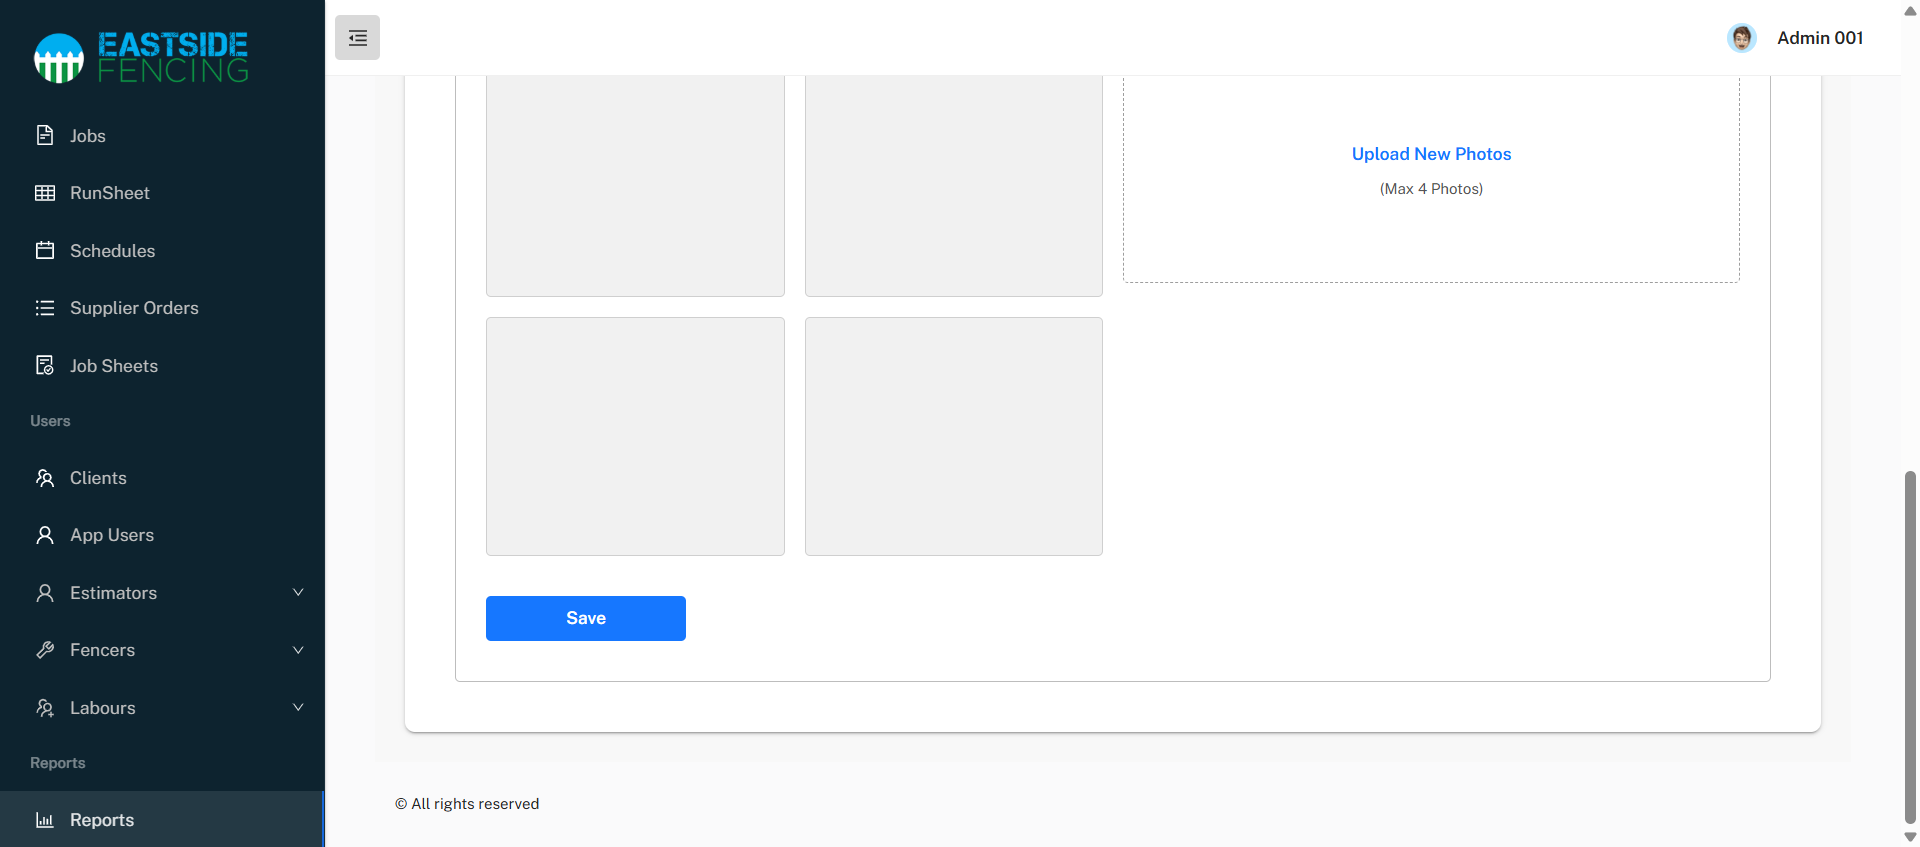 EASTSIDE
FENCING
Jobs
RunSheet
Schedules
Supplier Orders
Job Sheets
Users
Clients
App Users
Estimators
Fencers
Labours
Reports
Reports
Admin 001
Upload New Photos
(Max 4 Photos)
Save
© All rights reserved